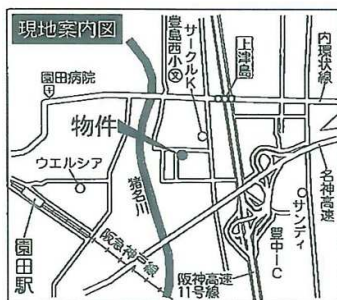 現地案内図
豊島西小文
サークルK
上津島
内環状線
園田病院
物件
ウエルシア
猪名川
名神高速
サンディ
豊中IC
園田駅
阪急神戸線
阪神高速
11号線